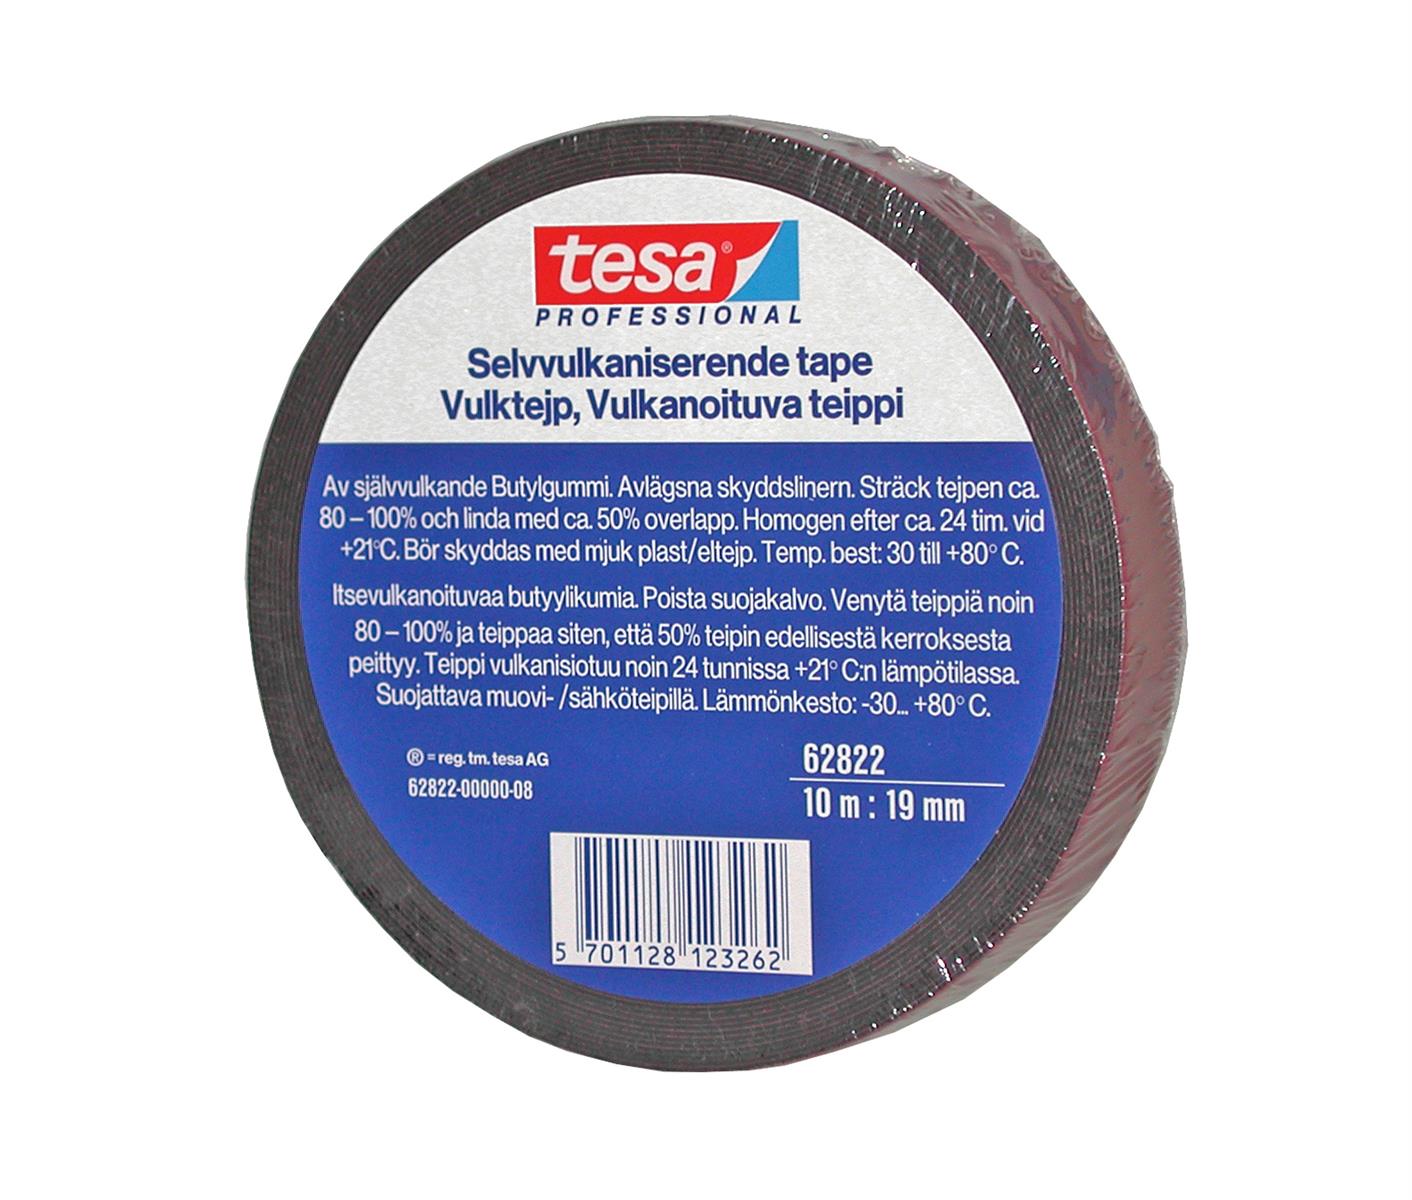 tesa®
PROFESSIONAL
Selvvulkaniserende tape
Vulktejp, Vulkanoituva teippi
Av självvulkande Butylgummi. Avlägsna skyddslinern. Sträck tejpen ca.
80 – 100% och linda med ca. 50% overlapp. Homogen efter ca. 24 tim. vid
+21°C. Bör skyddas med mjuk plast/eltejp. Temp. best: 30 till +80° C.
Itsevulkanoituvaa butyylikumia. Poista suojakalvo. Venytä teippiä noin
80 – 100% ja teippaa siten, että 50% teipin edellisestä kerroksesta
peittyy. Teippi vulkanisiotuu noin 24 tunnissa +21° C:n lämpötilassa.
Suojattava muovi- /sähköteipillä. Lämmönkesto: -30... +80° C.
® = reg. tm. tesa AG
62822-00000-08
62822
10 m : 19 mm
5 701128 123262